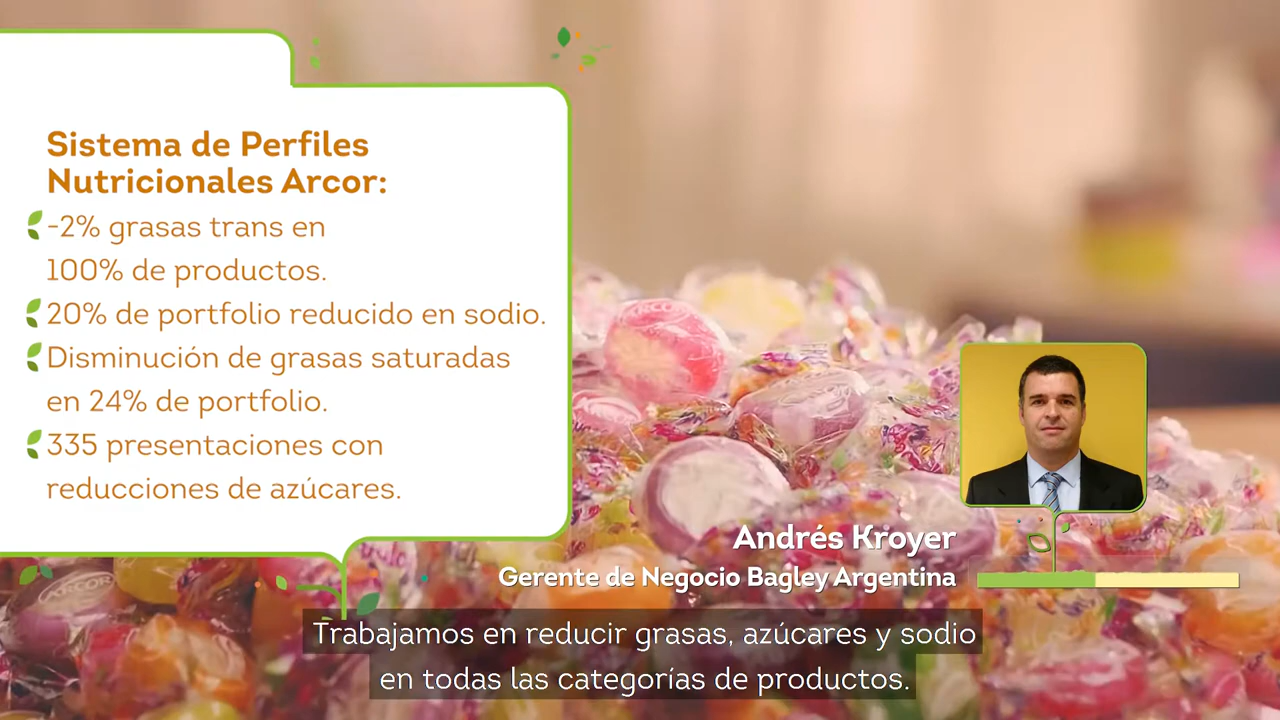 Sistema de Perfiles
Nutricionales Arcor:
-2% grasas trans en
100% de productos.
20% de portfolio reducido en sodio.
Disminución de grasas saturadas
en 24% de portfolio.
335 presentaciones con
reducciones de azúcares.
ARCOR
ARCOR
Andrés Kroyer
Gerente de Negocio Bagley Argentina
Trabajamos en reducir grasas, azúcares y sodio
en todas las categorías de productos.